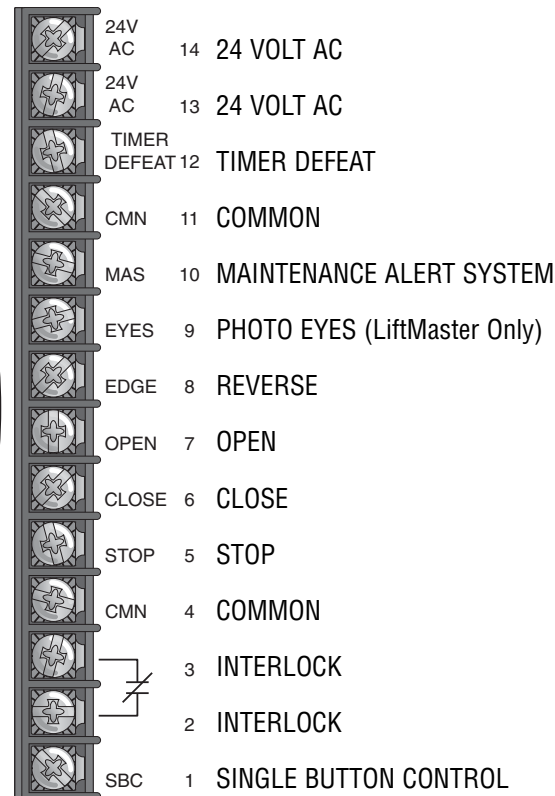 24V
AC 14 24 VOLT AC
24V
AC 13 24 VOLT AC
TIMER
DEFEAT 12 TIMER DEFEAT
CMN 11 COMMON
MAS 10 MAINTENANCE ALERT SYSTEM
EYES 9 PHOTO EYES (LiftMaster Only)
EDGE 8 REVERSE
OPEN 7 OPEN
CLOSE 6 CLOSE
STOP 5 STOP
CMN 4 COMMON
3 INTERLOCK
2 INTERLOCK
SBC 1 SINGLE BUTTON CONTROL